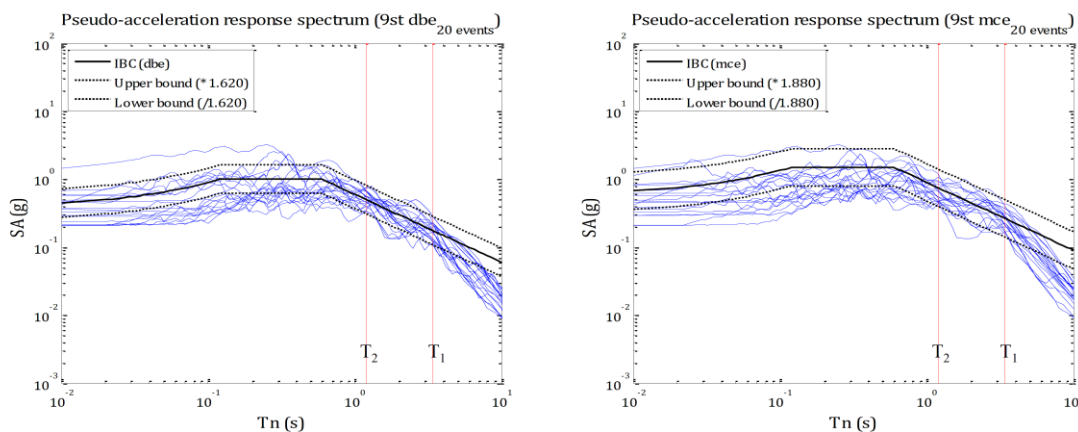 Pseudo-acceleration response spectrum (9st dbe20 events)
10^2
10^1
10^0
10^-1
10^-2
10^-3
SA(g)
IBC (dbe)
Upper bound (* 1.620)
Lower bound (/1.620)
T2
T1
10^-2
10^-1
10^0
10^1
Tn (s)
Pseudo-acceleration response spectrum (9st mce20 events)
10^2
10^1
10^0
10^-1
10^-2
10^-3
SA(g)
IBC (mce)
Upper bound (* 1.880)
Lower bound (/1.880)
T2
T1
10^-2
10^-1
10^0
10^1
Tn (s)